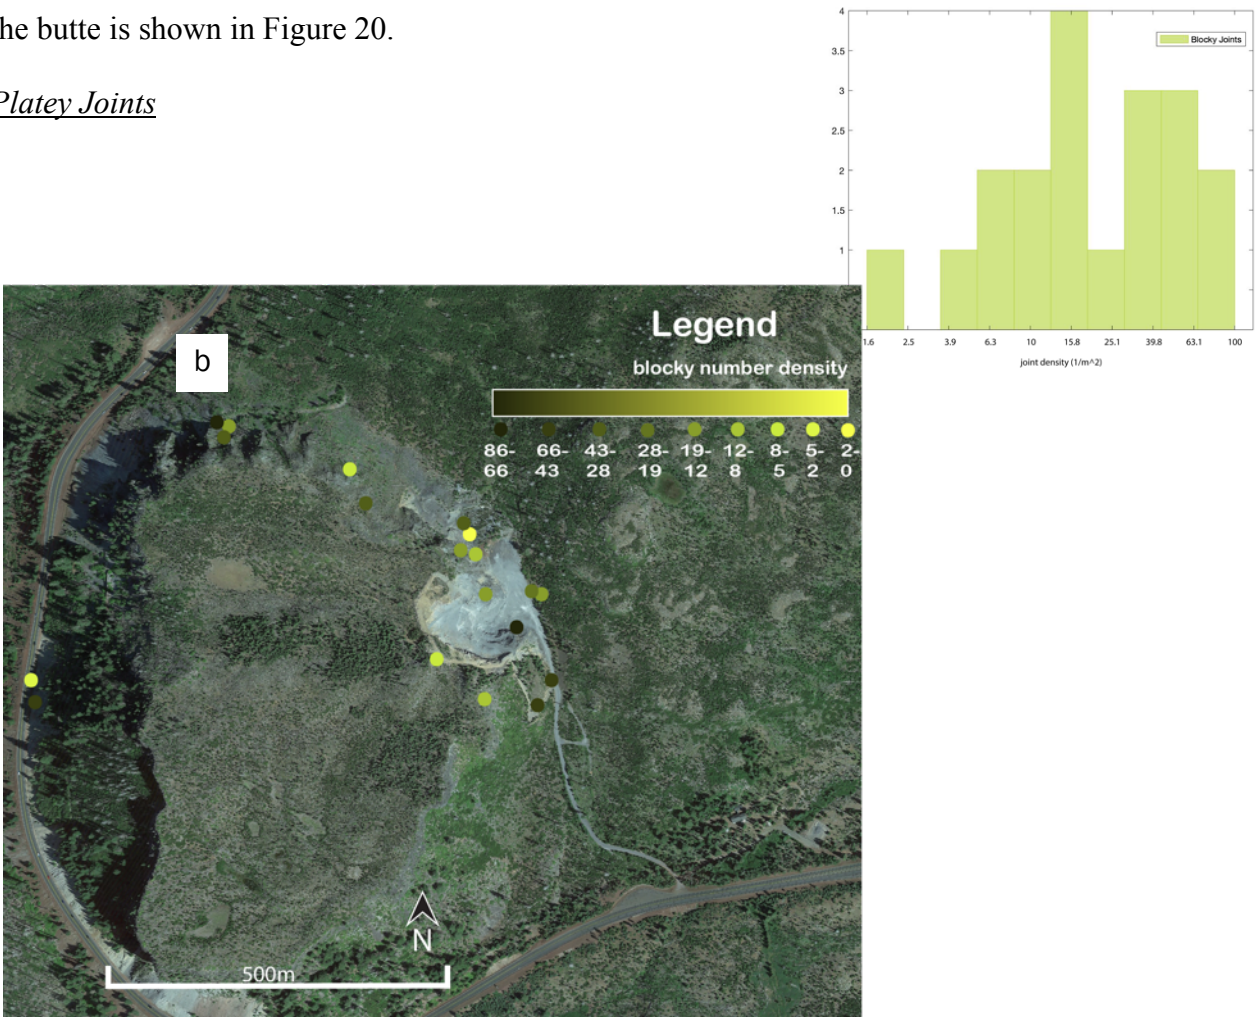 he butte is shown in Figure 20.
Platey Joints
4
3.5
3
2.5
2
1.5
1
Blocky Joints
1.6 2.5 3.9 6.3 10 15.8 25.1 39.8 63.1 100
joint density (1/m^2)
b
Legend
blocky number density
86- 66- 43- 28- 19- 12- 8- 5- 2-
66 43 28 19 12 8 5 2 0
N
500m